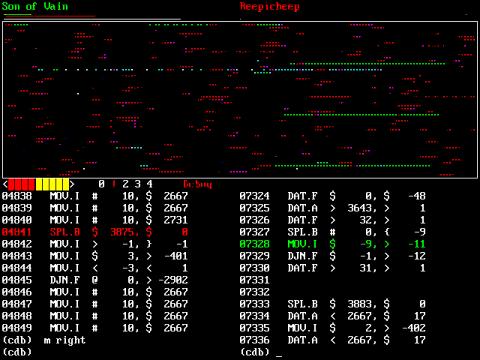 Son of Vain Reepicheep
< > 0 1 2 3 4 Debug
04838 MOV.I # 10, $ 2667 07324 DAT.F $ 0, $ -48
04839 MOV.I # 10, $ 2667 07325 DAT.A > 3643, > 1
04840 MOV.I # 10, $ 2731 07326 DAT.F > 32, > 1
04841 SPL.B $ 3875, $ 0 07327 SPL.B # 0, { -9
04842 MOV.I > -1, } -1 07328 MOV.I $ -9, > -11
04843 MOV.I $ 3, > -401 07329 DJN.F $ -1, > -12
04844 MOV.I < -3, < 1 07330 DAT.F > 31, > 1
04845 DJN.F @ 0, > -2902 07331
04846 MOV.I # 10, $ 2667 07332
04847 MOV.I # 10, $ 2667 07333 SPL.B $ 3883, $ 0
04848 MOV.I # 10, $ 2667 07334 DAT.A < 2667, $ 17
04849 MOV.I # 10, $ 2667 07335 MOV.I $ 2, > -402
(cdb) m right 07336 DAT.A < 2667, $ 17
(cdb) (cdb) _